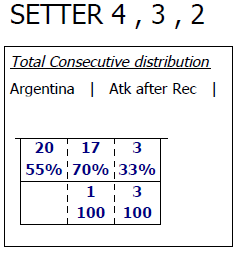 SETTER 4 , 3 , 2
Total Consecutive distribution
Argentina | Atk after Rec |
20 17 3
55% 70% 33%
1 3
100 100